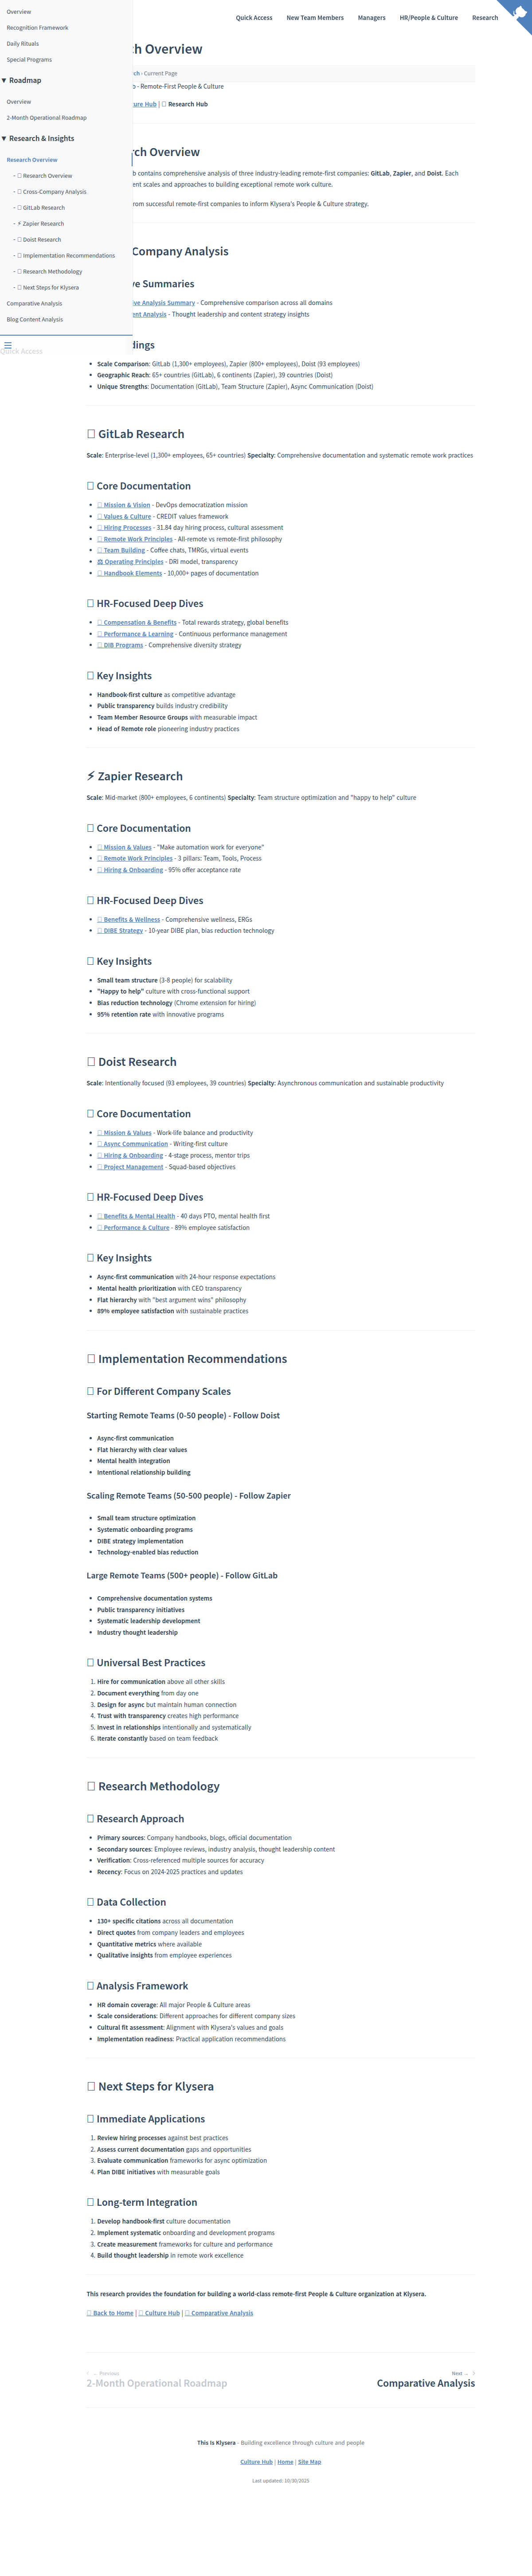 Overview
Recognition Framework
Daily Rituals
Special Programs
▼ Roadmap
Overview
2-Month Operational Roadmap
▼ Research & Insights
Research Overview
- Research Overview
- Cross-Company Analysis
- GitLab Research
- ⚡ Zapier Research
- Doist Research
- Implementation Recommendations
- Research Methodology
- Next Steps for Klysera
Comparative Analysis
Blog Content Analysis
Quick Access
Quick Access New Team Members Managers HR/People & Culture Research
Overview
› Current Page
- Remote-First People & Culture
Hub | Research Hub
Overview
contains comprehensive analysis of three industry-leading remote-first companies: GitLab, Zapier, and Doist. Each
scales and approaches to building exceptional remote work culture.
from successful remote-first companies to inform Klysera's People & Culture strategy.
Company Analysis
Summaries
Analysis Summary - Comprehensive comparison across all domains
Analysis - Thought leadership and content strategy insights
• Scale Comparison: GitLab (1,300+ employees), Zapier (800+ employees), Doist (93 employees)
• Geographic Reach: 65+ countries (GitLab), 6 continents (Zapier), 39 countries (Doist)
• Unique Strengths: Documentation (GitLab), Team Structure (Zapier), Async Communication (Doist)
GitLab Research
Scale: Enterprise-level (1,300+ employees, 65+ countries) Specialty: Comprehensive documentation and systematic remote work practices
Core Documentation
• Mission & Vision - DevOps democratization mission
• Values & Culture - CREDIT values framework
• Hiring Processes - 31.84 day hiring process, cultural assessment
• Remote Work Principles - All-remote vs remote-first philosophy
• Team Building - Coffee chats, TMRGs, virtual events
• ⚖ Operating Principles - DRI model, transparency
• Handbook Elements - 10,000+ pages of documentation
HR-Focused Deep Dives
• Compensation & Benefits - Total rewards strategy, global benefits
• Performance & Learning - Continuous performance management
• DIB Programs - Comprehensive diversity strategy
Key Insights
• Handbook-first culture as competitive advantage
• Public transparency builds industry credibility
• Team Member Resource Groups with measurable impact
• Head of Remote role pioneering industry practices
⚡ Zapier Research
Scale: Mid-market (800+ employees, 6 continents) Specialty: Team structure optimization and "happy to help" culture
Core Documentation
• Mission & Values - "Make automation work for everyone"
• Remote Work Principles - 3 pillars: Team, Tools, Process
• Hiring & Onboarding - 95% offer acceptance rate
HR-Focused Deep Dives
• Benefits & Wellness - Comprehensive wellness, ERGs
• DIBE Strategy - 10-year DIBE plan, bias reduction technology
Key Insights
• Small team structure (3-8 people) for scalability
• "Happy to help" culture with cross-functional support
• Bias reduction technology (Chrome extension for hiring)
• 95% retention rate with innovative programs
Doist Research
Scale: Intentionally focused (93 employees, 39 countries) Specialty: Asynchronous communication and sustainable productivity
Core Documentation
• Mission & Values - Work-life balance and productivity
• Async Communication - Writing-first culture
• Hiring & Onboarding - 4-stage process, mentor trips
• Project Management - Squad-based objectives
HR-Focused Deep Dives
• Benefits & Mental Health - 40 days PTO, mental health first
• Performance & Culture - 89% employee satisfaction
Key Insights
• Async-first communication with 24-hour response expectations
• Mental health prioritization with CEO transparency
• Flat hierarchy with "best argument wins" philosophy
• 89% employee satisfaction with sustainable practices
Implementation Recommendations
For Different Company Scales
Starting Remote Teams (0-50 people) - Follow Doist
• Async-first communication
• Flat hierarchy with clear values
• Mental health integration
• Intentional relationship building
Scaling Remote Teams (50-500 people) - Follow Zapier
• Small team structure optimization
• Systematic onboarding programs
• DIBE strategy implementation
• Technology-enabled bias reduction
Large Remote Teams (500+ people) - Follow GitLab
• Comprehensive documentation systems
• Public transparency initiatives
• Systematic leadership development
• Industry thought leadership
Universal Best Practices
1. Hire for communication above all other skills
2. Document everything from day one
3. Design for async but maintain human connection
4. Trust with transparency creates high performance
5. Invest in relationships intentionally and systematically
6. Iterate constantly based on team feedback
Research Methodology
Research Approach
• Primary sources: Company handbooks, blogs, official documentation
• Secondary sources: Employee reviews, industry analysis, thought leadership content
• Verification: Cross-referenced multiple sources for accuracy
• Recency: Focus on 2024-2025 practices and updates
Data Collection
• 130+ specific citations across all documentation
• Direct quotes from company leaders and employees
• Quantitative metrics where available
• Qualitative insights from employee experiences
Analysis Framework
• HR domain coverage: All major People & Culture areas
• Scale considerations: Different approaches for different company sizes
• Cultural fit assessment: Alignment with Klysera's values and goals
• Implementation readiness: Practical application recommendations
Next Steps for Klysera
Immediate Applications
1. Review hiring processes against best practices
2. Assess current documentation gaps and opportunities
3. Evaluate communication frameworks for async optimization
4. Plan DIBE initiatives with measurable goals
Long-term Integration
1. Develop handbook-first culture documentation
2. Implement systematic onboarding and development programs
3. Create measurement frameworks for culture and performance
4. Build thought leadership in remote work excellence
This research provides the foundation for building a world-class remote-first People & Culture organization at Klysera.
Back to Home | Culture Hub | Comparative Analysis
‹ ← Previous
2-Month Operational Roadmap
Next → ›
Comparative Analysis
This Is Klysera - Building excellence through culture and people
Culture Hub | Home | Site Map
Last updated: 10/30/2025